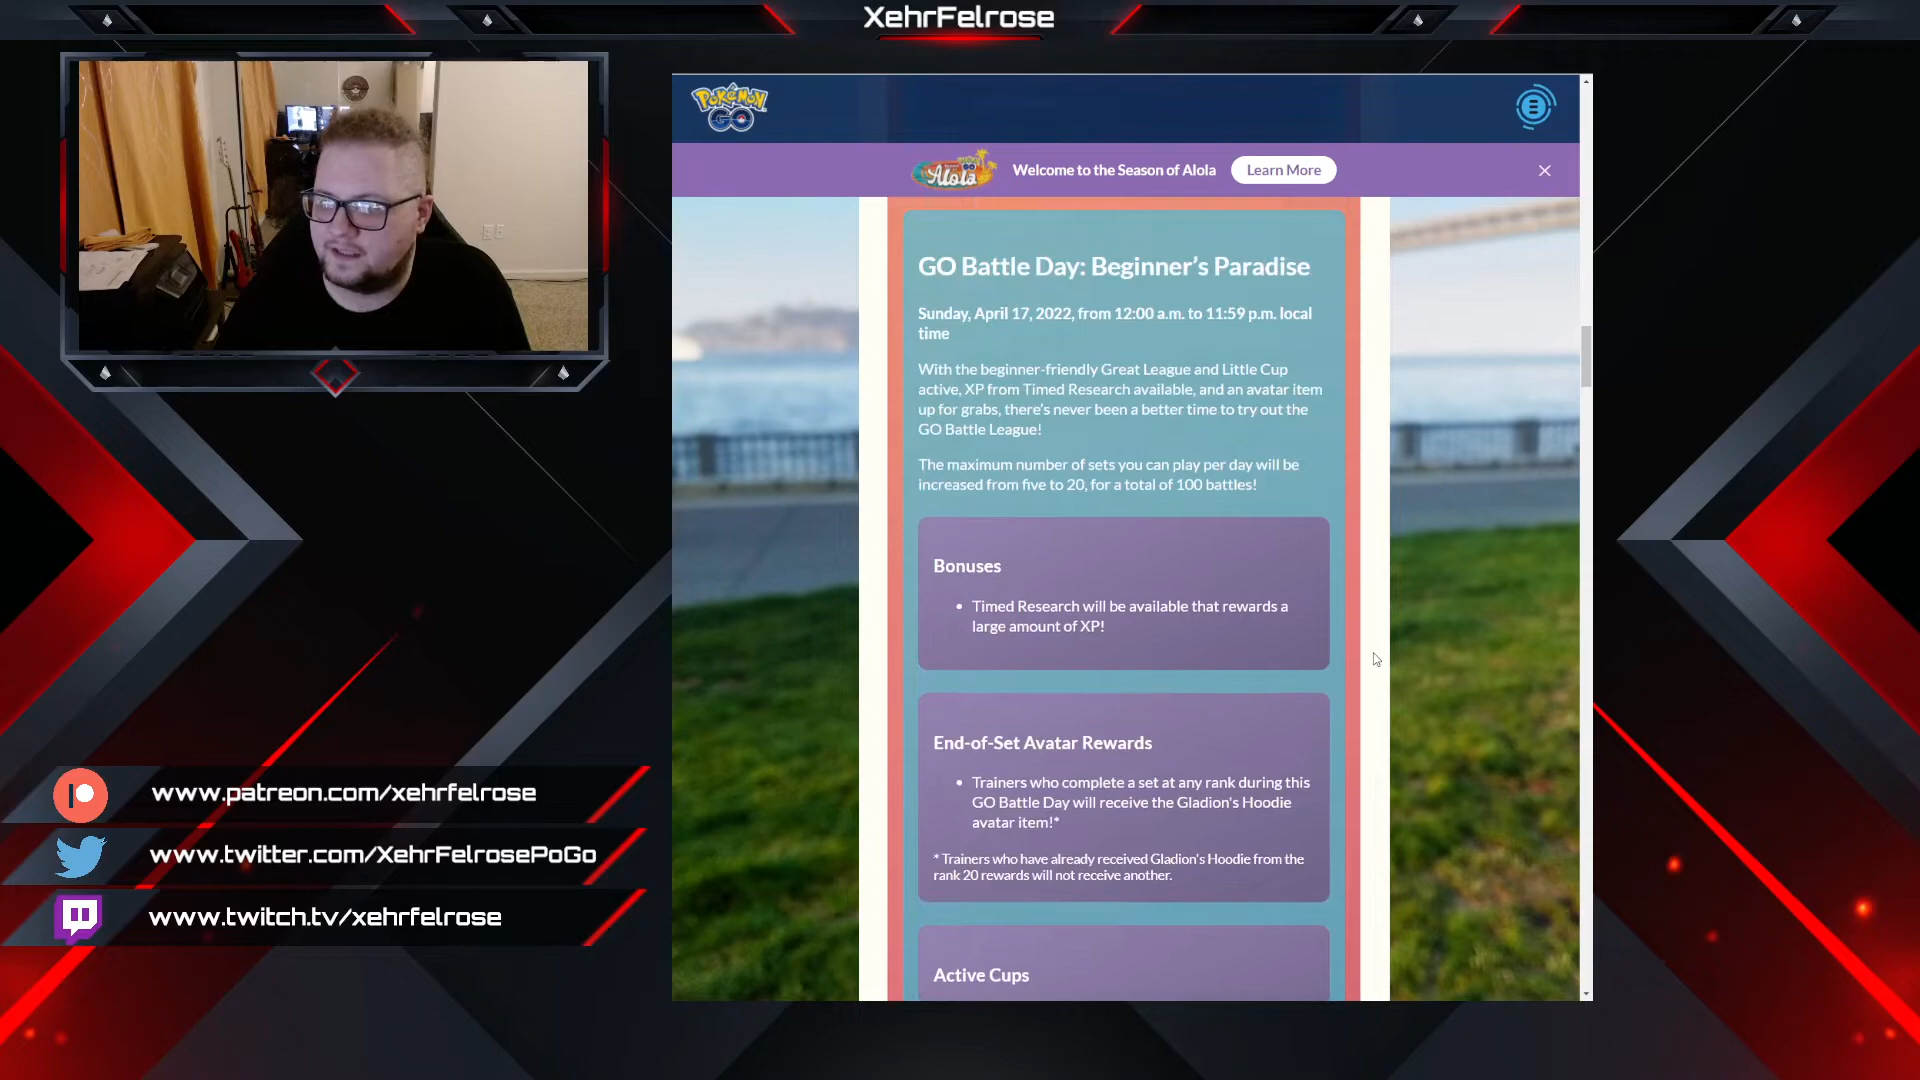 XehrFelrose
POKÉMON
GO
Alola
Welcome to the Season of Alola
Learn More
GO Battle Day: Beginner’s Paradise
Sunday, April 17, 2022, from 12:00 a.m. to 11:59 p.m. local
time
With the beginner-friendly Great League and Little Cup
active, XP from Timed Research available, and an avatar item
up for grabs, there’s never been a better time to try out the
GO Battle League!
The maximum number of sets you can play per day will be
increased from five to 20, for a total of 100 battles!
Bonuses
• Timed Research will be available that rewards a
large amount of XP!
End-of-Set Avatar Rewards
• Trainers who complete a set at any rank during this
GO Battle Day will receive the Gladion's Hoodie
avatar item!*
* Trainers who have already received Gladion's Hoodie from the
rank 20 rewards will not receive another.
Active Cups
www.patreon.com/xehrfelrose
www.twitter.com/XehrFelrosePoGo
www.twitch.tv/xehrfelrose